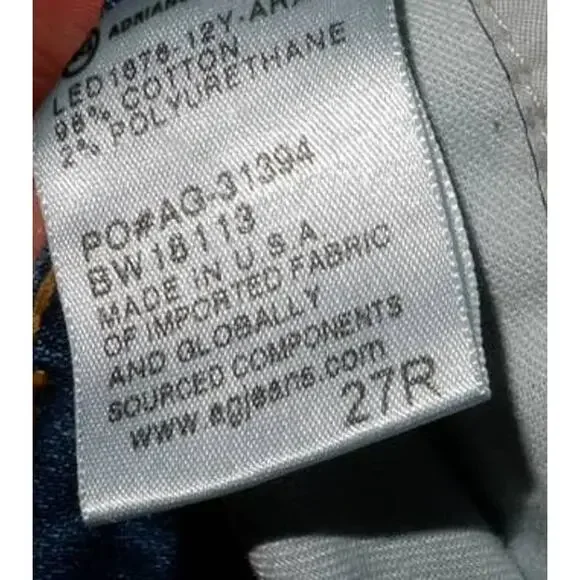 LED1878-12Y-
98% COTTON
2% POLYURETHANE
PO#AG-31394
BW18113
MADE IN U.S.A.
OF IMPORTED FABRIC
AND GLOBALLY
SOURCED COMPONENTS
www.agjeans.com
27R